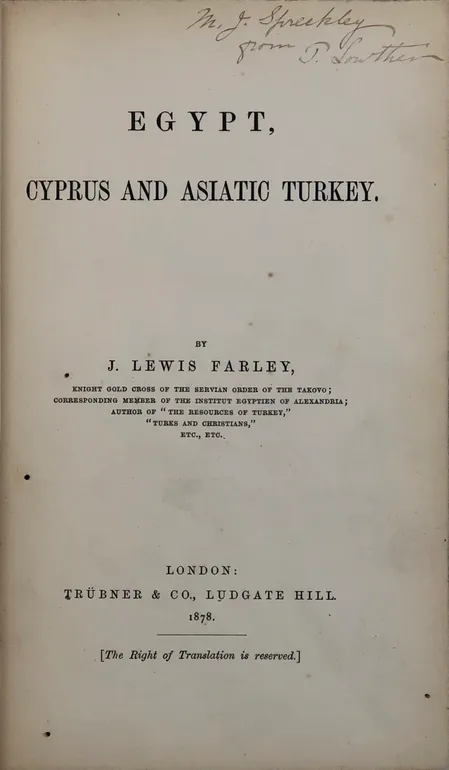 M. J. Spreckley
from T. Lowther
EGYPT,
CYPRUS AND ASIATIC TURKEY.
BY
J. LEWIS FARLEY,
KNIGHT GOLD CROSS OF THE SERVIAN ORDER OF THE TAKOVO;
CORRESPONDING MEMBER OF THE INSTITUT EGYPTIEN OF ALEXANDRIA;
AUTHOR OF "THE RESOURCES OF TURKEY,"
"TURKS AND CHRISTIANS,"
ETC., ETC.
LONDON:
TRÜBNER & CO., LUDGATE HILL.
1878.
[The Right of Translation is reserved.]